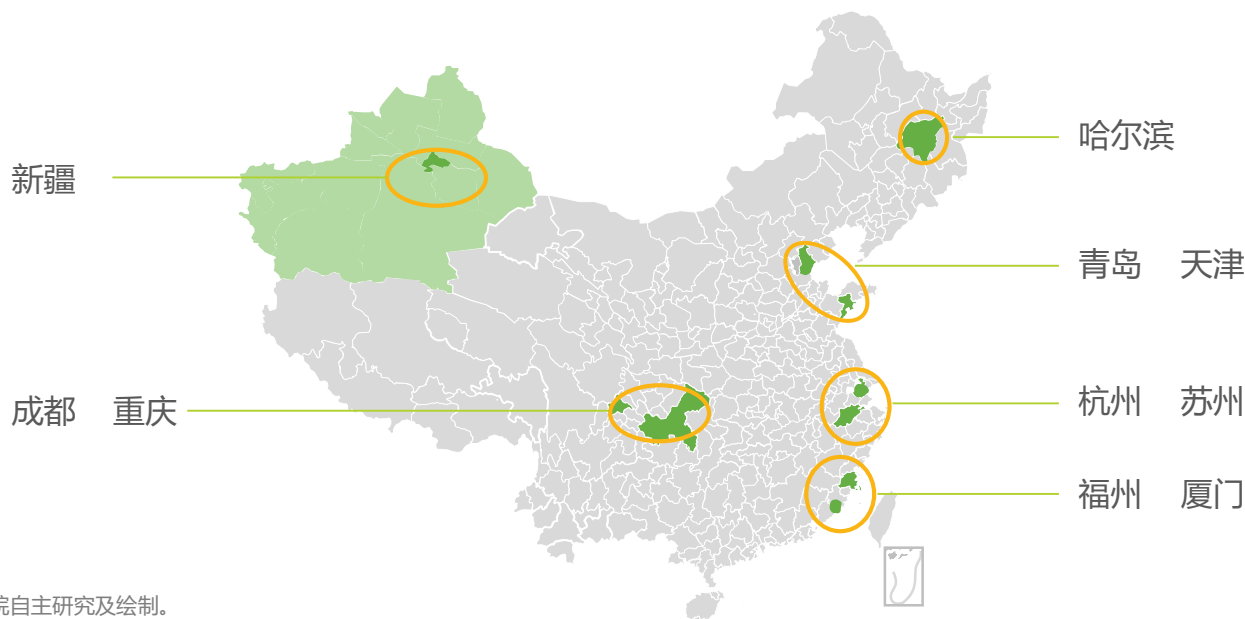 哈尔滨
新疆
青岛 天津
成都 重庆
杭州 苏州
福州 厦门
院自主研究及绘制。